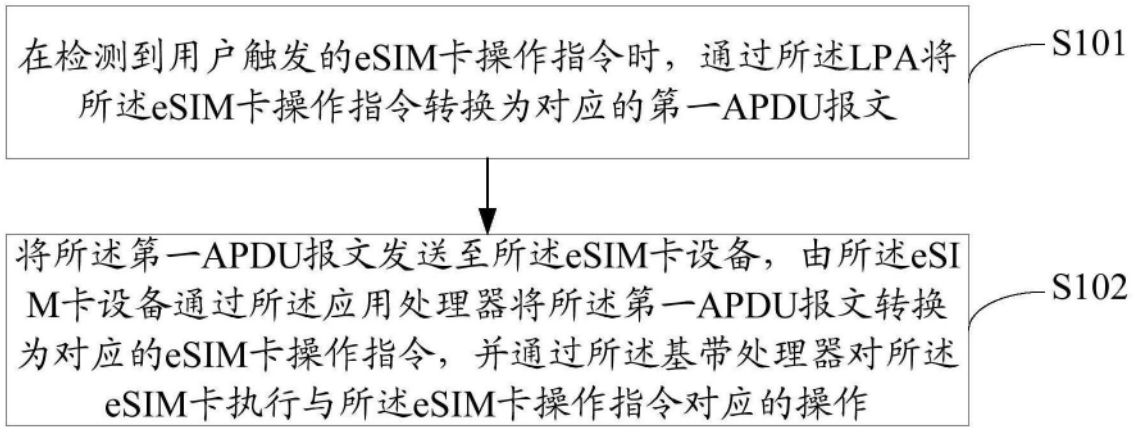 在检测到用户触发的eSIM卡操作指令时，通过所述LPA将
所述eSIM卡操作指令转换为对应的第一APDU报文
S101
将所述第一APDU报文发送至所述eSIM卡设备，由所述eSI
M卡设备通过所述应用处理器将所述第一APDU报文转换
为对应的eSIM卡操作指令，并通过所述基带处理器对所述
eSIM卡执行与所述eSIM卡操作指令对应的操作
S102